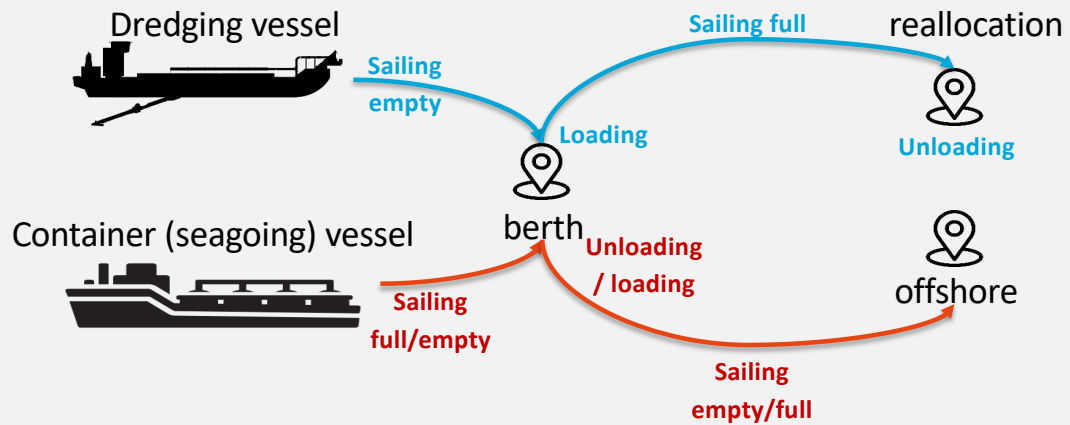 Dredging vessel
Sailing
empty
Loading
Sailing full
reallocation
Unloading
berth
Container (seagoing) vessel
Sailing
full/empty
Unloading
/ loading
Sailing
empty/full
offshore